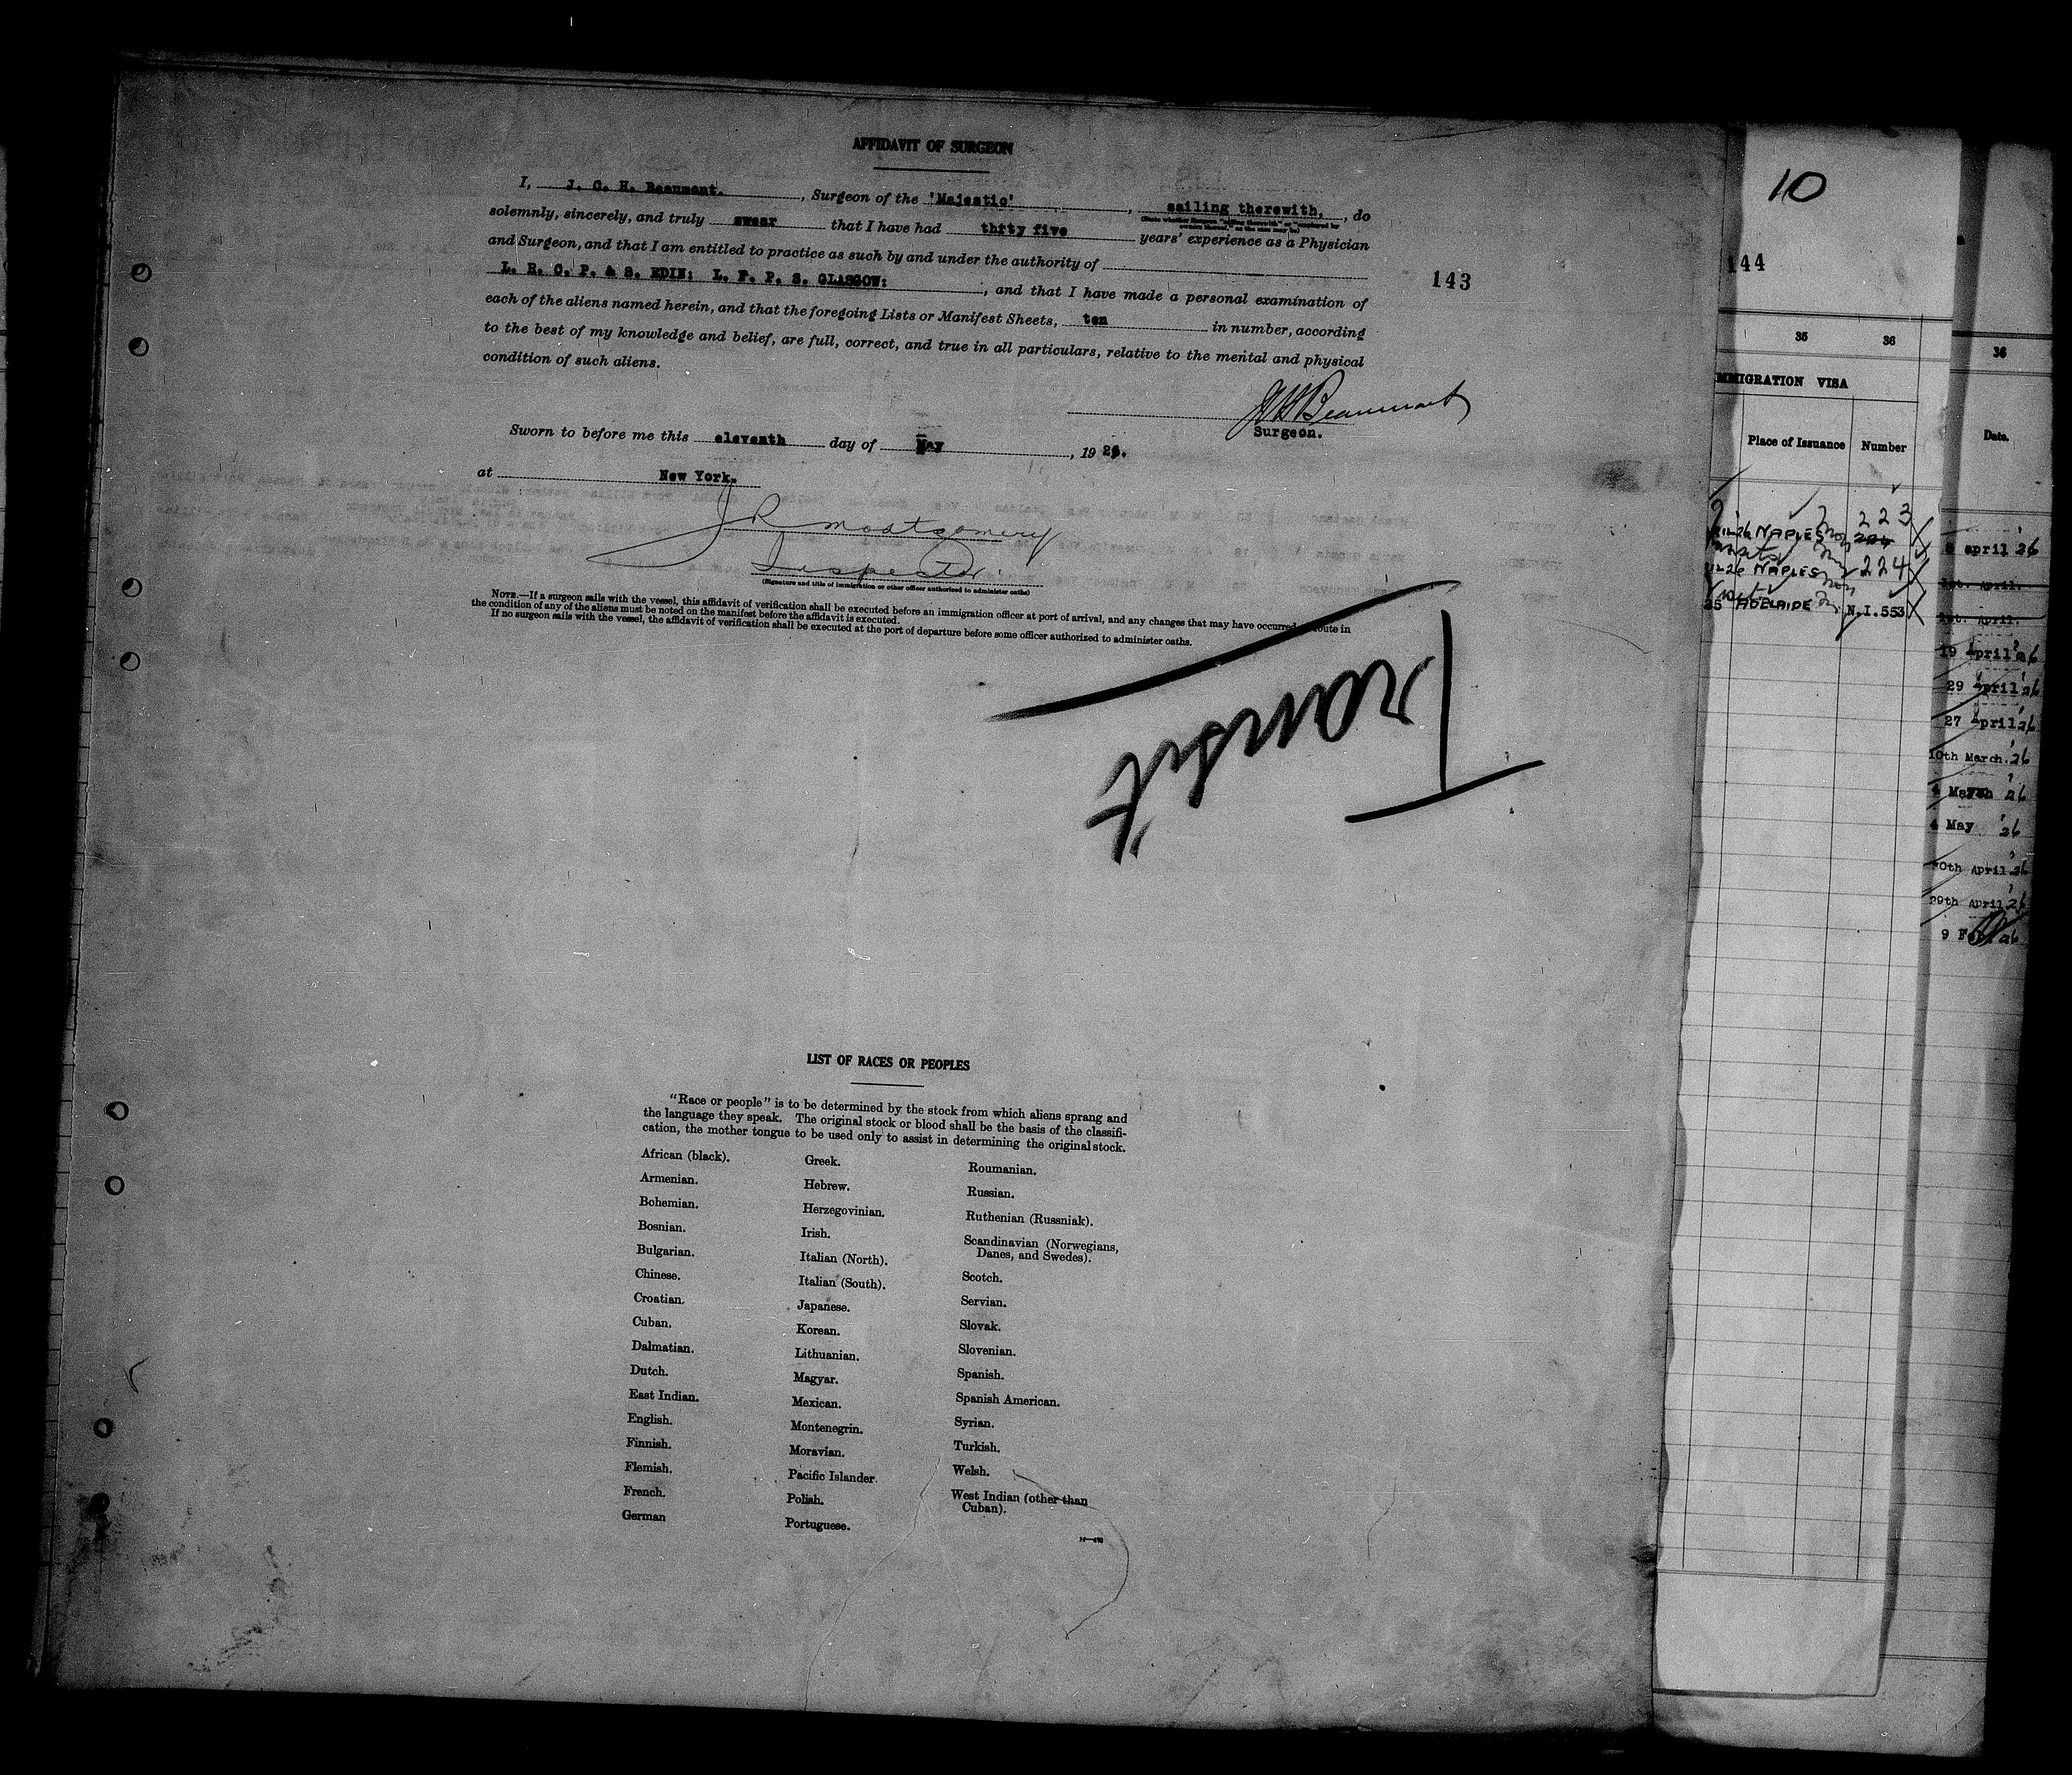 AFFIDAVIT OF SURGEON
I, J. C. H. Beaumont. , Surgeon of the 'Majestic' , sailing therewith, , do
solemnly, sincerely, and truly swear that I have had thity five years' experience as a Physician
and Surgeon, and that I am entitled to practice as such by and under the authority of
L. R. C. P. & S. EDIN; L. F. P. S. GLASGOW: , and that I have made a personal examination of
each of the aliens named herein, and that the foregoing Lists or Manifest Sheets, ten in number, according
to the best of my knowledge and belief, are full, correct, and true in all particulars, relative to the mental and physical
condition of such aliens.
143
Beaumont
Surgeon.
Sworn to before me this eleventh day of May , 19 26.
at New York.
J R Montgomery
Inspector.
(Signature and title of immigration or other officer authorized to administer oaths)
NOTE.—If a surgeon sails with the vessel, this affidavit of verification shall be executed before an immigration officer at port of arrival, and any changes that may have occurred route in
the condition of any of the aliens must be noted on the manifest before the affidavit is executed.
If no surgeon sails with the vessel, the affidavit of verification shall be executed at the port of departure before some officer authorized to administer oaths.
Transit
LIST OF RACES OR PEOPLES
"Race or people" is to be determined by the stock from which aliens sprang and
the language they speak. The original stock or blood shall be the basis of the classifi-
cation, the mother tongue to be used only to assist in determining the original stock.
African (black).
Armenian.
Bohemian.
Bosnian.
Bulgarian.
Chinese.
Croatian.
Cuban.
Dalmatian.
Dutch.
East Indian.
English.
Finnish.
Flemish.
French.
German
Greek.
Hebrew.
Herzegovinian.
Irish.
Italian (North).
Italian (South).
Japanese.
Korean.
Lithuanian.
Magyar.
Mexican.
Montenegrin.
Moravian.
Pacific Islander.
Polish.
Portuguese.
Roumanian.
Russian.
Ruthenian (Russniak).
Scandinavian (Norwegians,
Danes, and Swedes).
Scotch.
Servian.
Slovak.
Slovenian.
Spanish.
Spanish American.
Syrian.
Turkish.
Welsh.
West Indian (other than
Cuban).
10
144
35 36
IMMIGRATION VISA
Place of Issuance Number
NAPLES 223
NAPLES 224
ADELAIDE N.I.553
36
Date.
8 april '26
1st. April.
1st. April.
19 April '26
29 April '26
27 April '26
10th March. '26
4 May '26
29th April '26